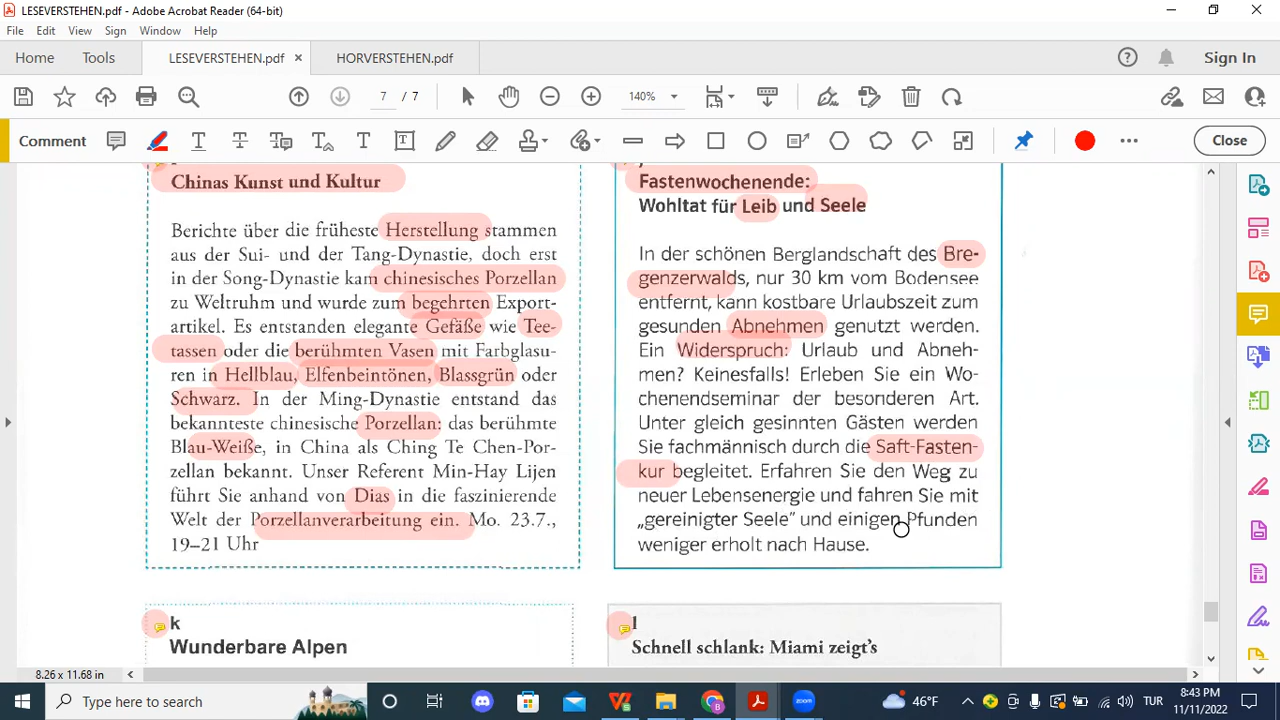 LESEVERSTEHEN.pdf - Adobe Acrobat Reader (64-bit)
File Edit View Sign Window Help
Home Tools LESEVERSTEHEN.pdf × HORVERSTEHEN.pdf Sign In
7 / 7 140%
Comment Close
Chinas Kunst und Kultur
Berichte über die früheste Herstellung stammen
aus der Sui- und der Tang-Dynastie, doch erst
in der Song-Dynastie kam chinesisches Porzellan
zu Weltruhm und wurde zum begehrten Export-
artikel. Es entstanden elegante Gefäße wie Tee-
tassen oder die berühmten Vasen mit Farbglasu-
ren in Hellblau, Elfenbeintönen, Blassgrün oder
Schwarz. In der Ming-Dynastie entstand das
bekannteste chinesische Porzellan: das berühmte
Blau-Weiße, in China als Ching Te Chen-Por-
zellan bekannt. Unser Referent Min-Hay Lijen
führt Sie anhand von Dias in die faszinierende
Welt der Porzellanverarbeitung ein. Mo. 23.7.,
19–21 Uhr
Fastenwochenende:
Wohltat für Leib und Seele
In der schönen Berglandschaft des Bre-
genzerwalds, nur 30 km vom Bodensee
entfernt, kann kostbare Urlaubszeit zum
gesunden Abnehmen genutzt werden.
Ein Widerspruch: Urlaub und Abneh-
men? Keinesfalls! Erleben Sie ein Wo-
chenendseminar der besonderen Art.
Unter gleich gesinnten Gästen werden
Sie fachmännisch durch die Saft-Fasten-
kur begleitet. Erfahren Sie den Weg zu
neuer Lebensenergie und fahren Sie mit
„gereinigter Seele" und einigen Pfunden
weniger erholt nach Hause.
k
Wunderbare Alpen
l
Schnell schlank: Miami zeigt's
8.26 x 11.68 in
Type here to search
46°F TUR 8:43 PM
11/11/2022